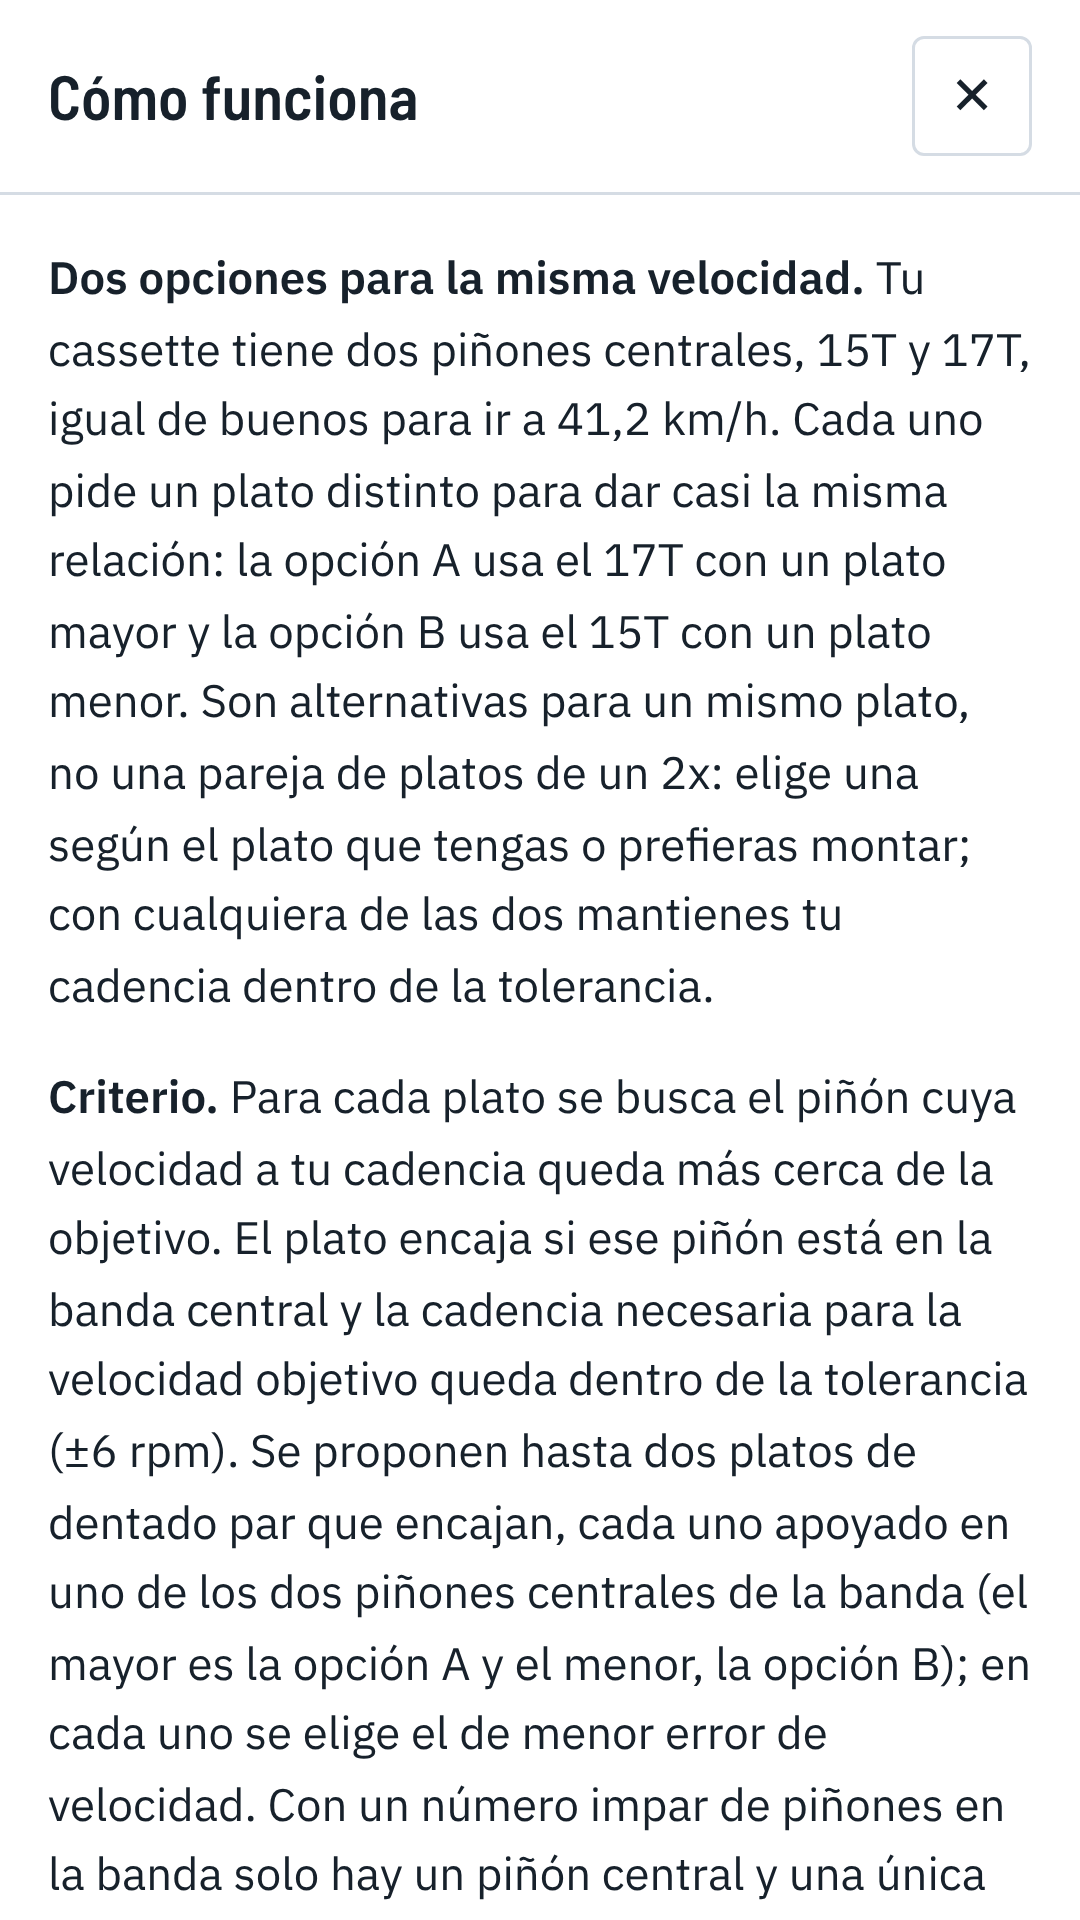 Cómo funciona
Dos opciones para la misma velocidad. Tu
cassette tiene dos piñones centrales, 15T y 17T,
igual de buenos para ir a 41,2 km/h. Cada uno
pide un plato distinto para dar casi la misma
relación: la opción A usa el 17T con un plato
mayor y la opción B usa el 15T con un plato
menor. Son alternativas para un mismo plato,
no una pareja de platos de un 2x: elige una
según el plato que tengas o prefieras montar;
con cualquiera de las dos mantienes tu
cadencia dentro de la tolerancia.
Criterio. Para cada plato se busca el piñón cuya
velocidad a tu cadencia queda más cerca de la
objetivo. El plato encaja si ese piñón está en la
banda central y la cadencia necesaria para la
velocidad objetivo queda dentro de la tolerancia
(±6 rpm). Se proponen hasta dos platos de
dentado par que encajan, cada uno apoyado en
uno de los dos piñones centrales de la banda (el
mayor es la opción A y el menor, la opción B); en
cada uno se elige el de menor error de
velocidad. Con un número impar de piñones en
la banda solo hay un piñón central y una única